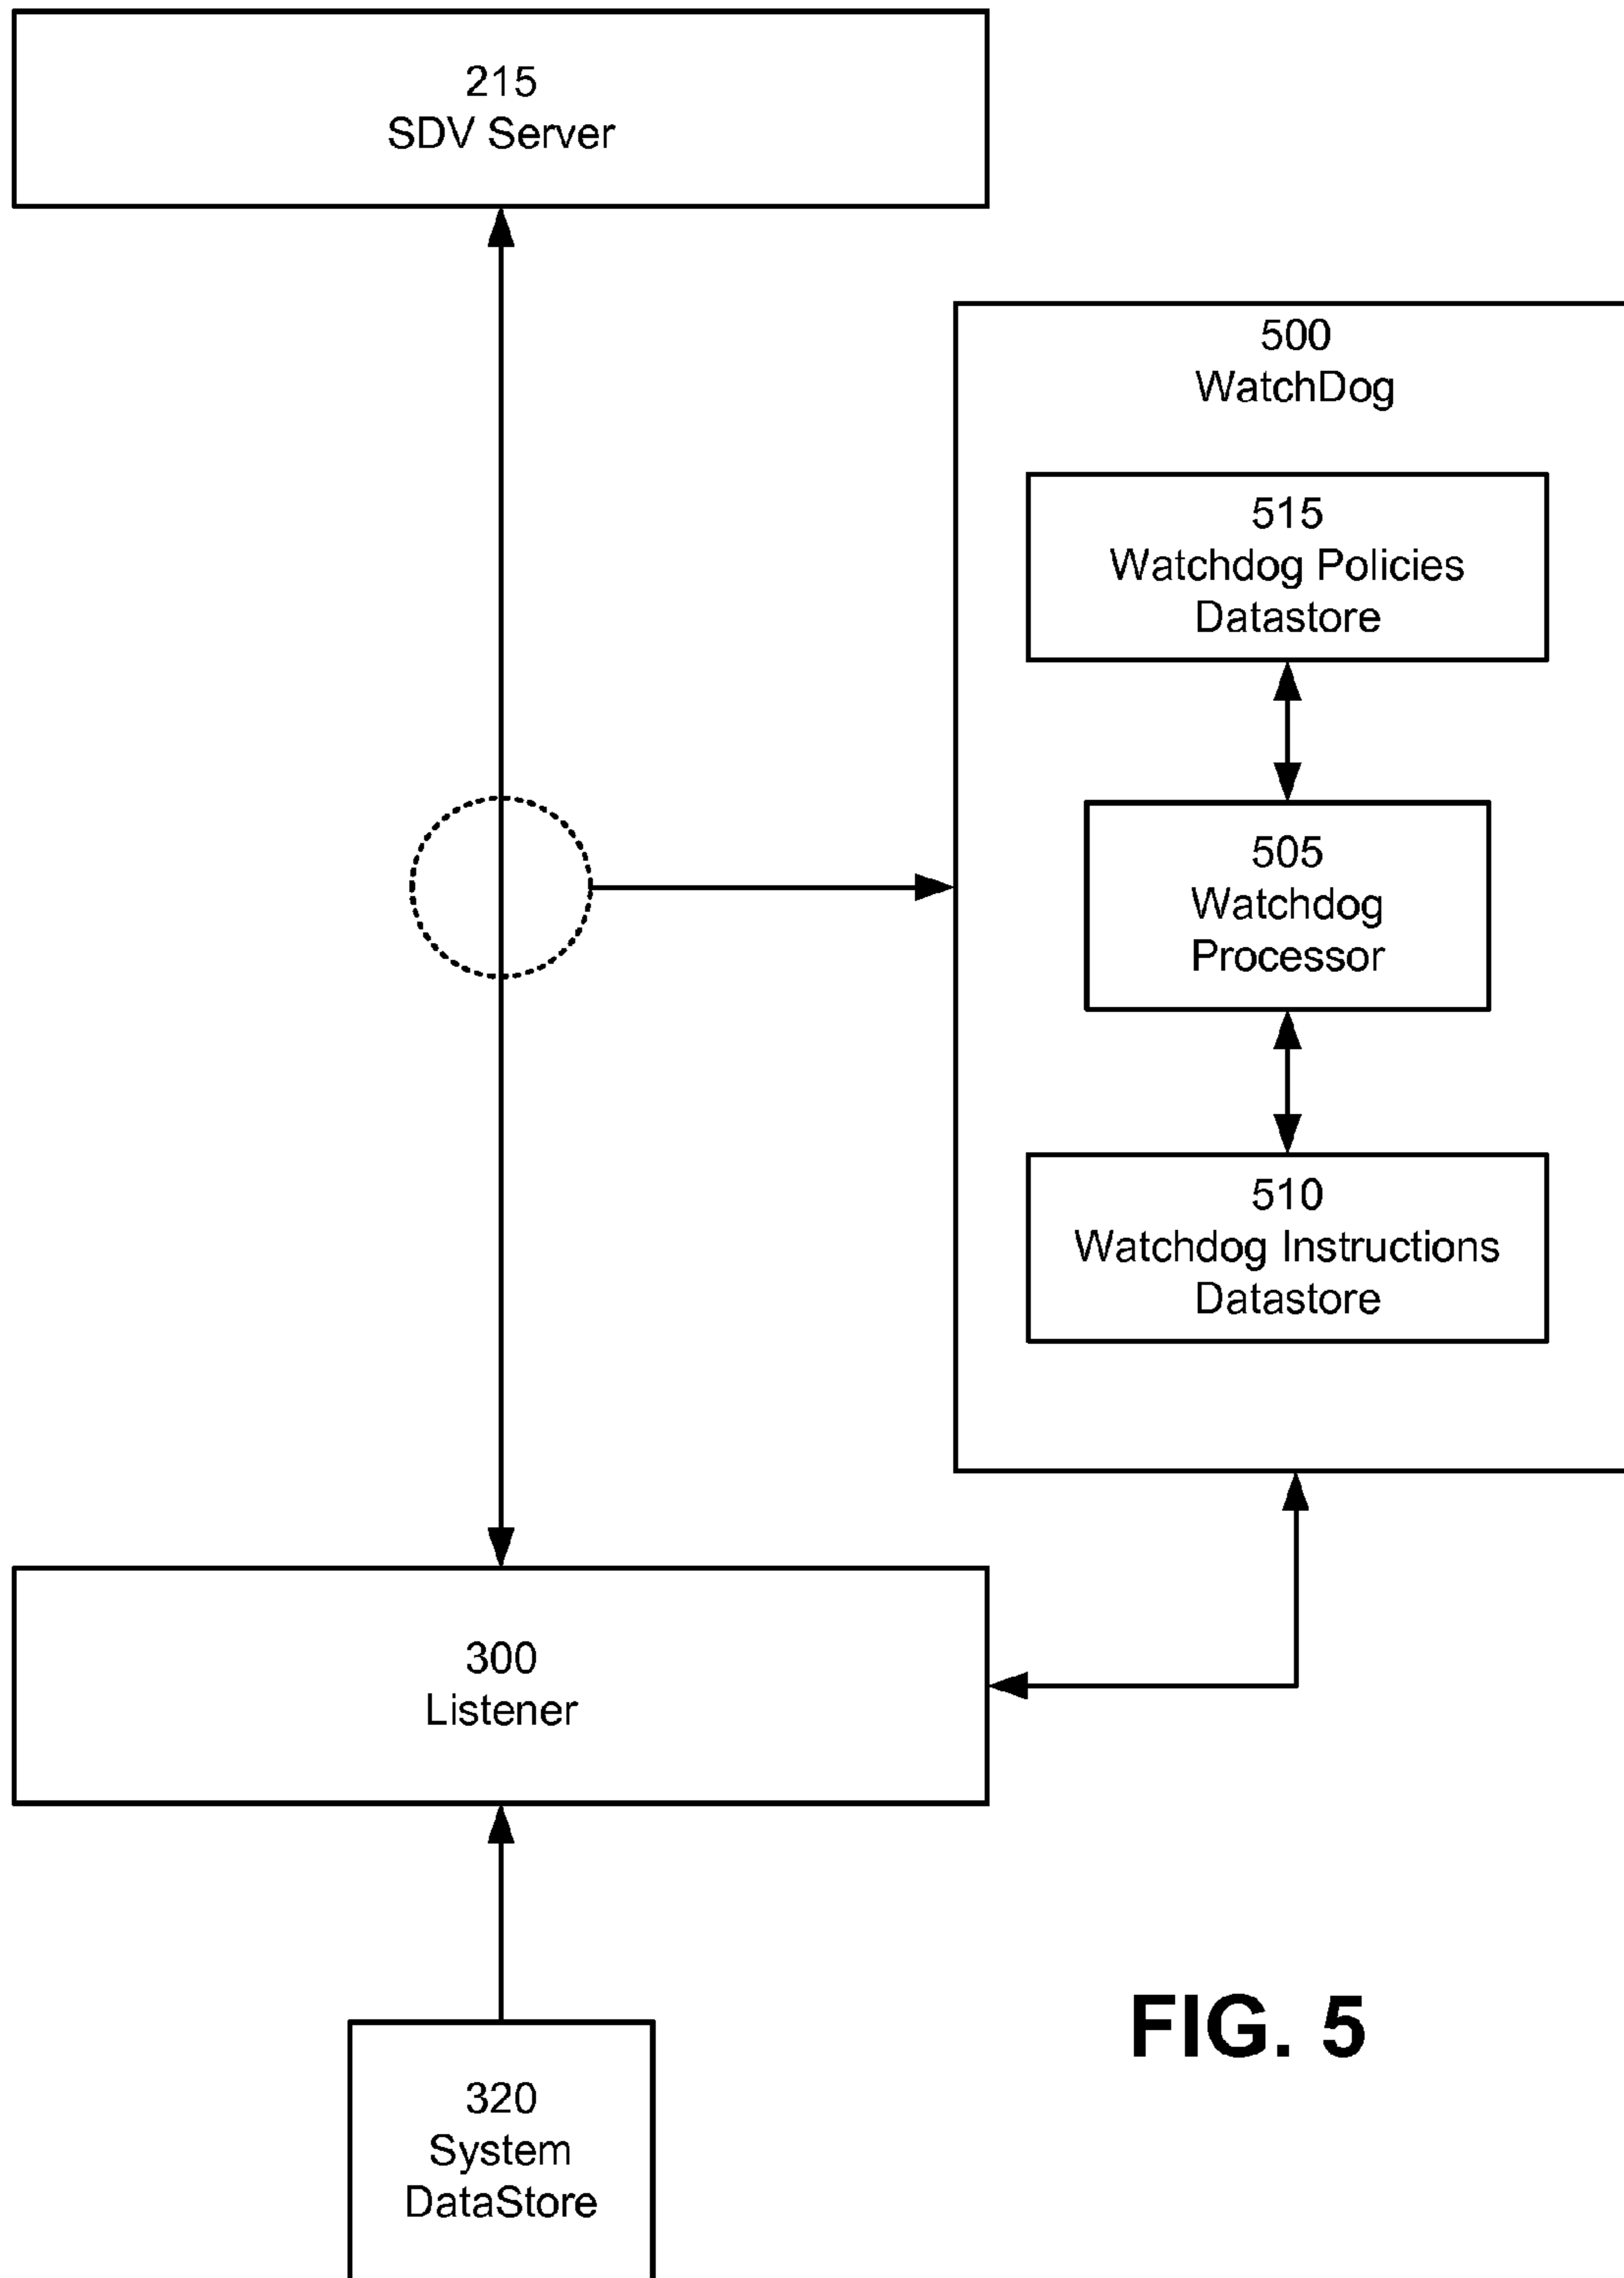 215
SDV Server
500
WatchDog
515
Watchdog Policies
Datastore
505
Watchdog
Processor
510
Watchdog Instructions
Datastore
300
Listener
320
System
DataStore
FIG. 5